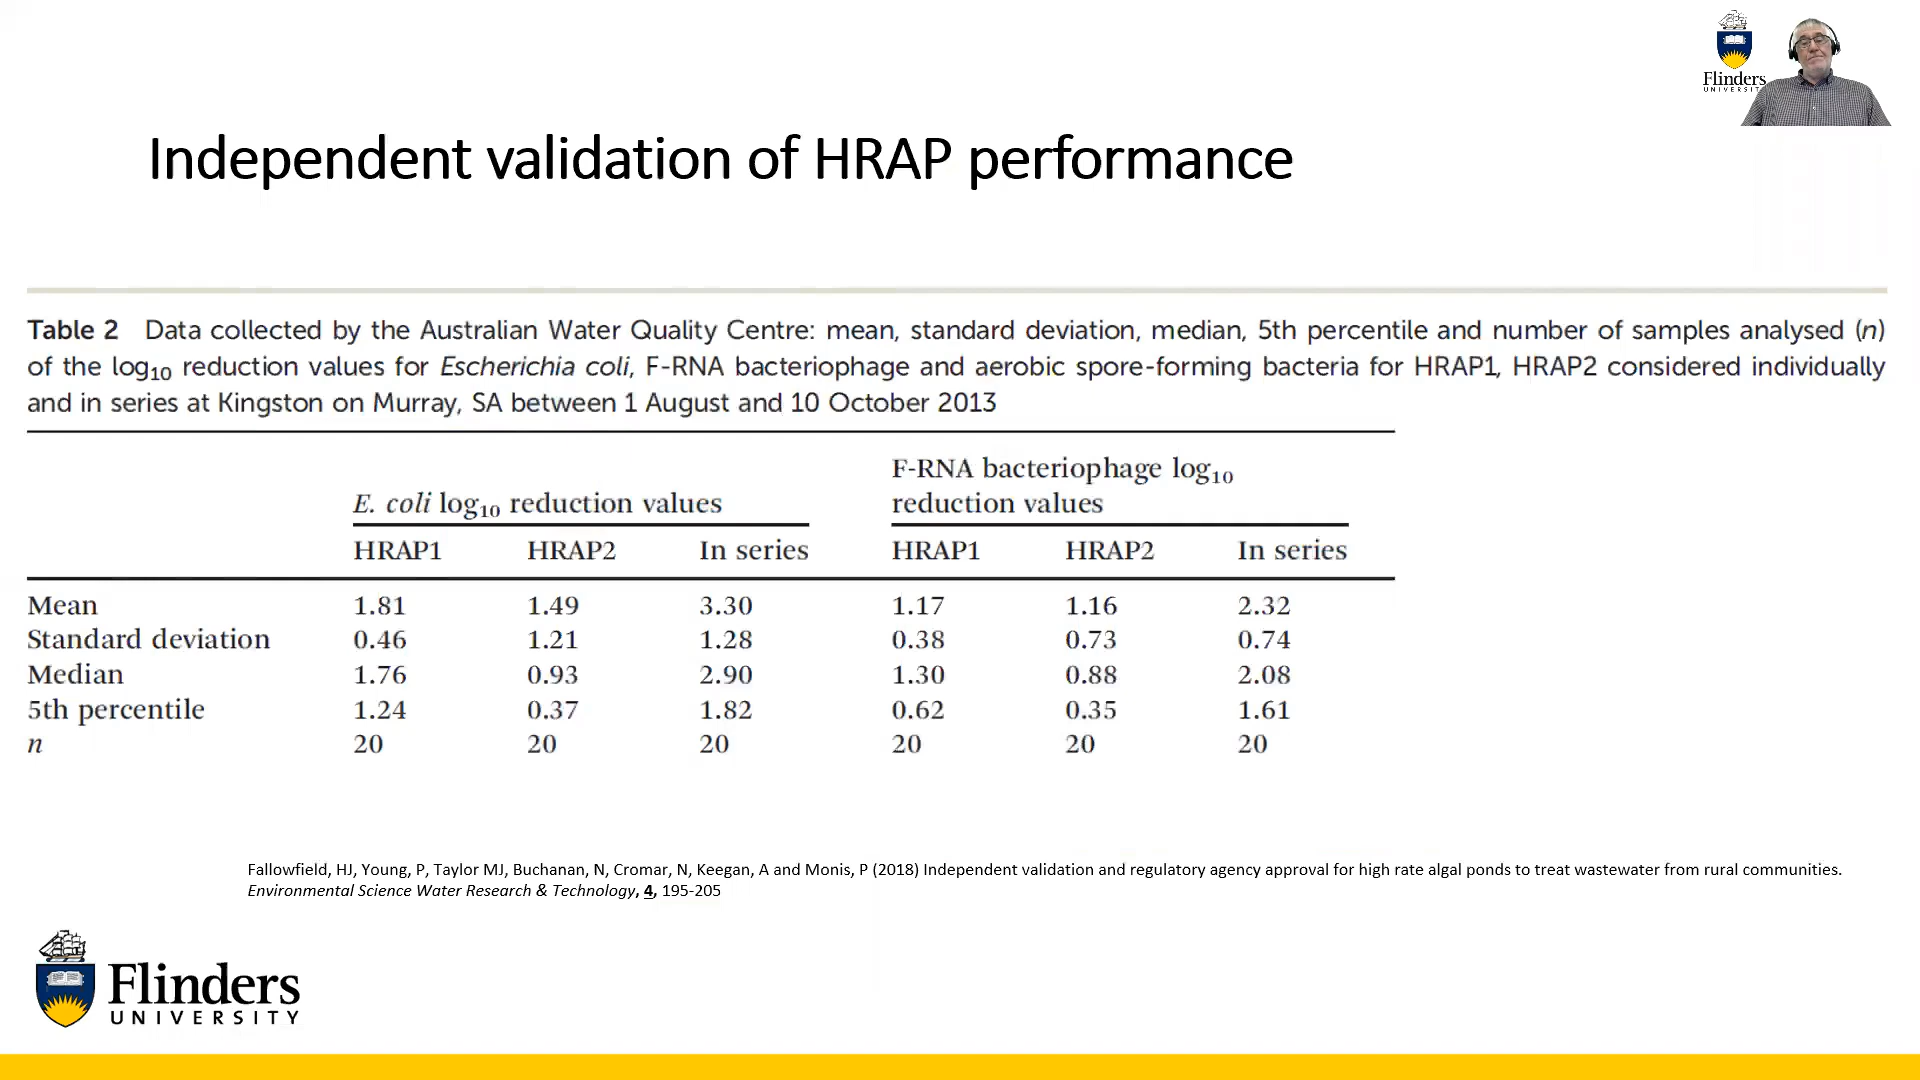 Flinders
UNIVERSITY
Independent validation of HRAP performance
Table 2 Data collected by the Australian Water Quality Centre: mean, standard deviation, median, 5th percentile and number of samples analysed (n)
of the log₁₀ reduction values for Escherichia coli, F-RNA bacteriophage and aerobic spore-forming bacteria for HRAP1, HRAP2 considered individually
and in series at Kingston on Murray, SA between 1 August and 10 October 2013
F-RNA bacteriophage log₁₀
E. coli log₁₀ reduction values reduction values
HRAP1 HRAP2 In series HRAP1 HRAP2 In series
Mean 1.81 1.49 3.30 1.17 1.16 2.32
Standard deviation 0.46 1.21 1.28 0.38 0.73 0.74
Median 1.76 0.93 2.90 1.30 0.88 2.08
5th percentile 1.24 0.37 1.82 0.62 0.35 1.61
n 20 20 20 20 20 20
Fallowfield, HJ, Young, P, Taylor MJ, Buchanan, N, Cromar, N, Keegan, A and Monis, P (2018) Independent validation and regulatory agency approval for high rate algal ponds to treat wastewater from rural communities.
Environmental Science Water Research & Technology, 4, 195-205
Flinders
UNIVERSITY